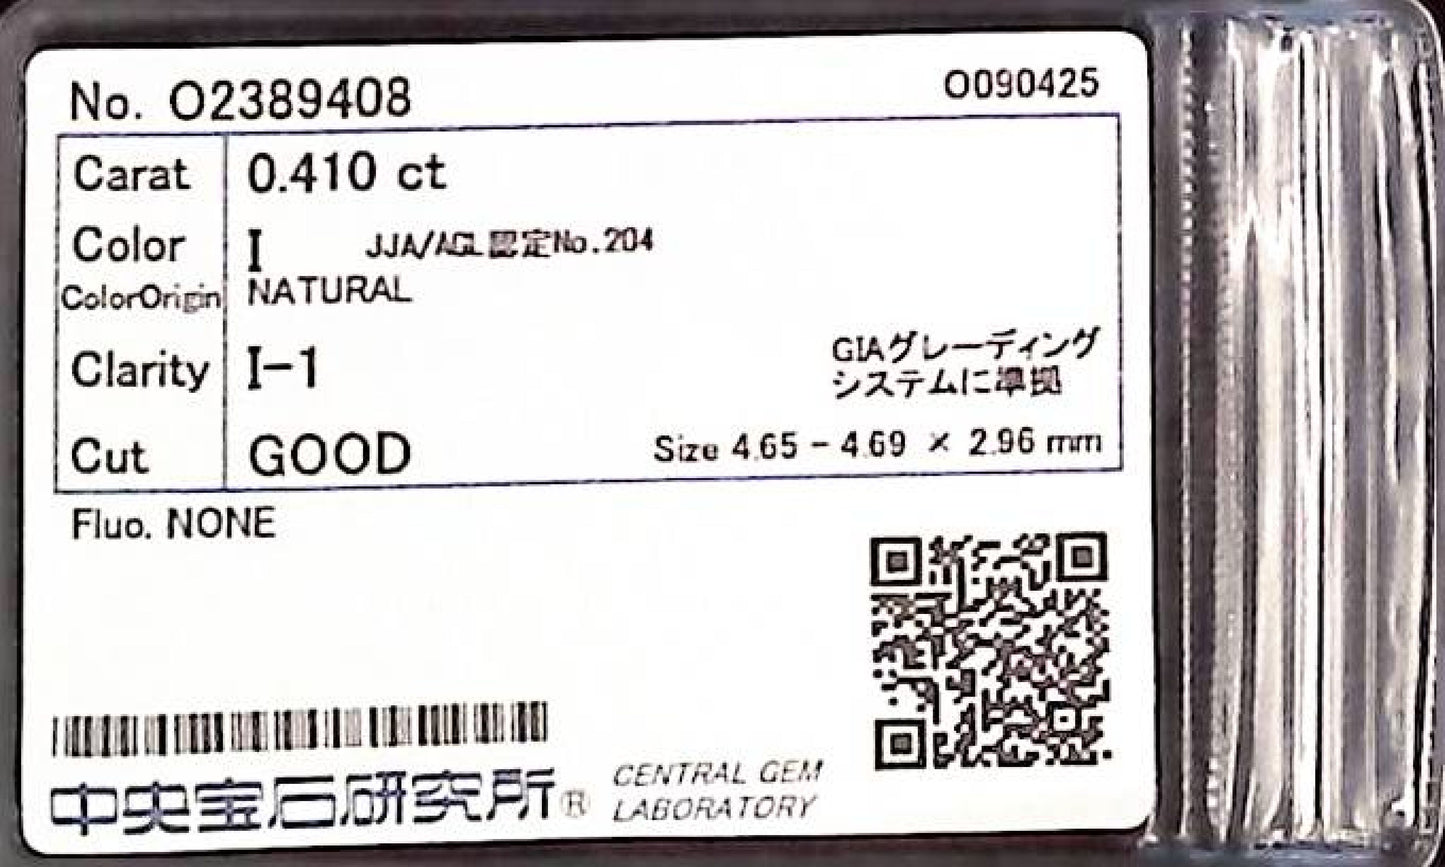 No. O2389408
O090425
Carat 0.410 ct
Color I JJA/AGL認定No.204
ColorOrigin NATURAL
Clarity I-1
GIAグレーディング
システムに準拠
Cut GOOD Size 4.65 - 4.69 × 2.96 mm
Fluo. NONE
中央宝石研究所®
CENTRAL GEM
LABORATORY